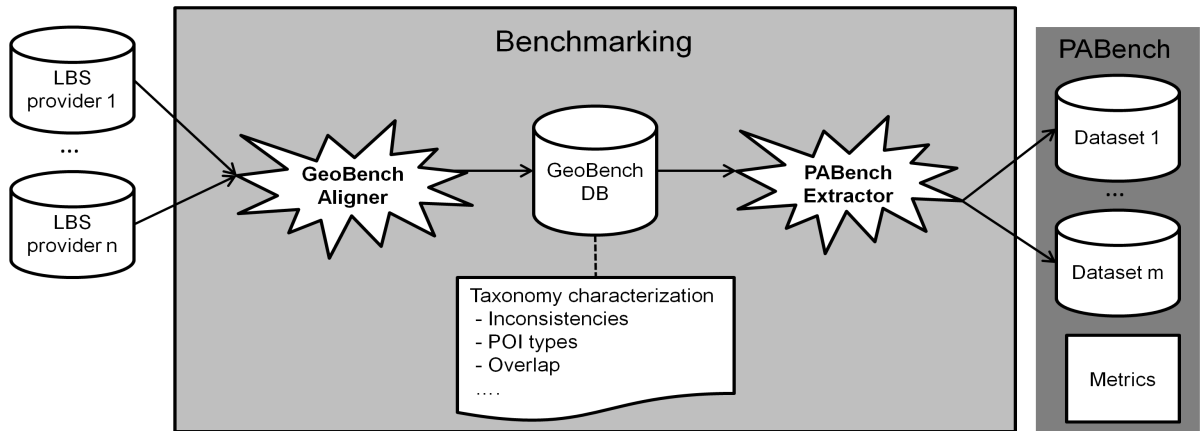 Benchmarking
LBS
provider 1
...
LBS
provider n
GeoBench
Aligner
GeoBench
DB
PABench
Extractor
Taxonomy characterization
- Inconsistencies
- POI types
- Overlap
....
PABench
Dataset 1
...
Dataset m
Metrics